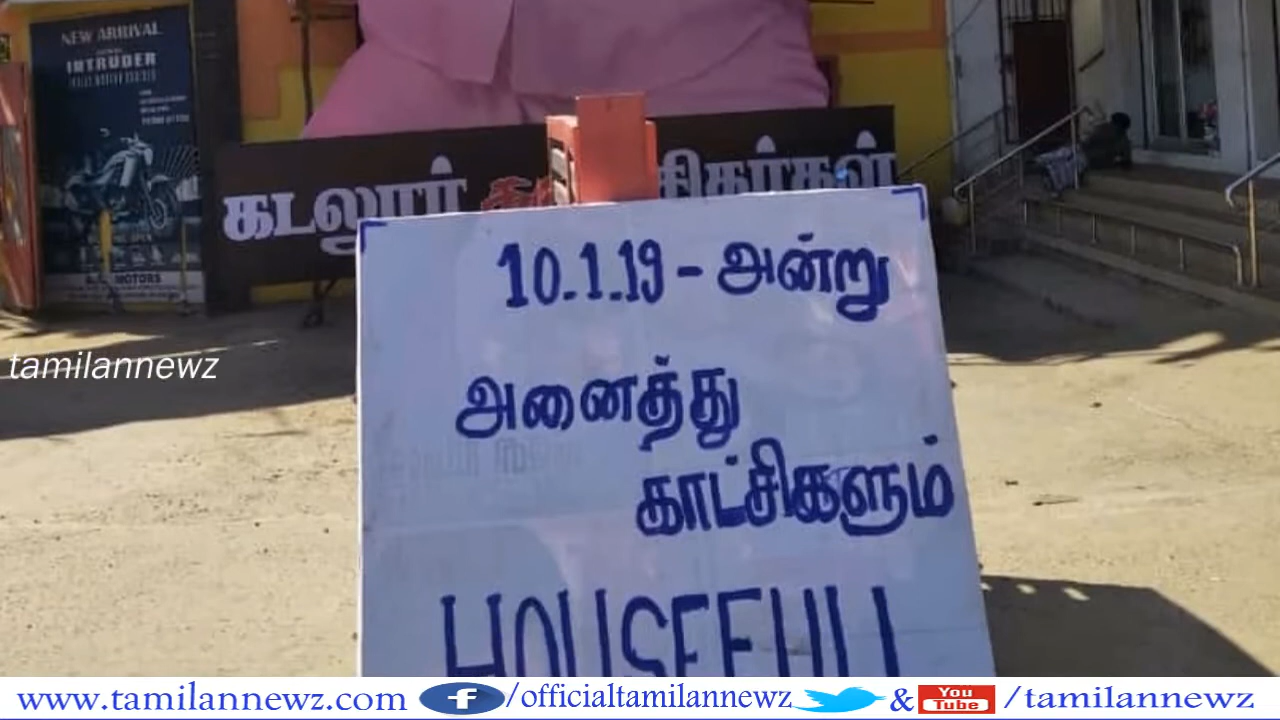 NEW ARRIVAL
INTRUDER
கடலூர்
MOTORS
10.1.19 - அன்று
அனைத்து
காட்சிகளும்
HOUSEFULL
tamilannewz
www.tamilannewz.com /officialtamilannewz & You Tube /tamilannewz